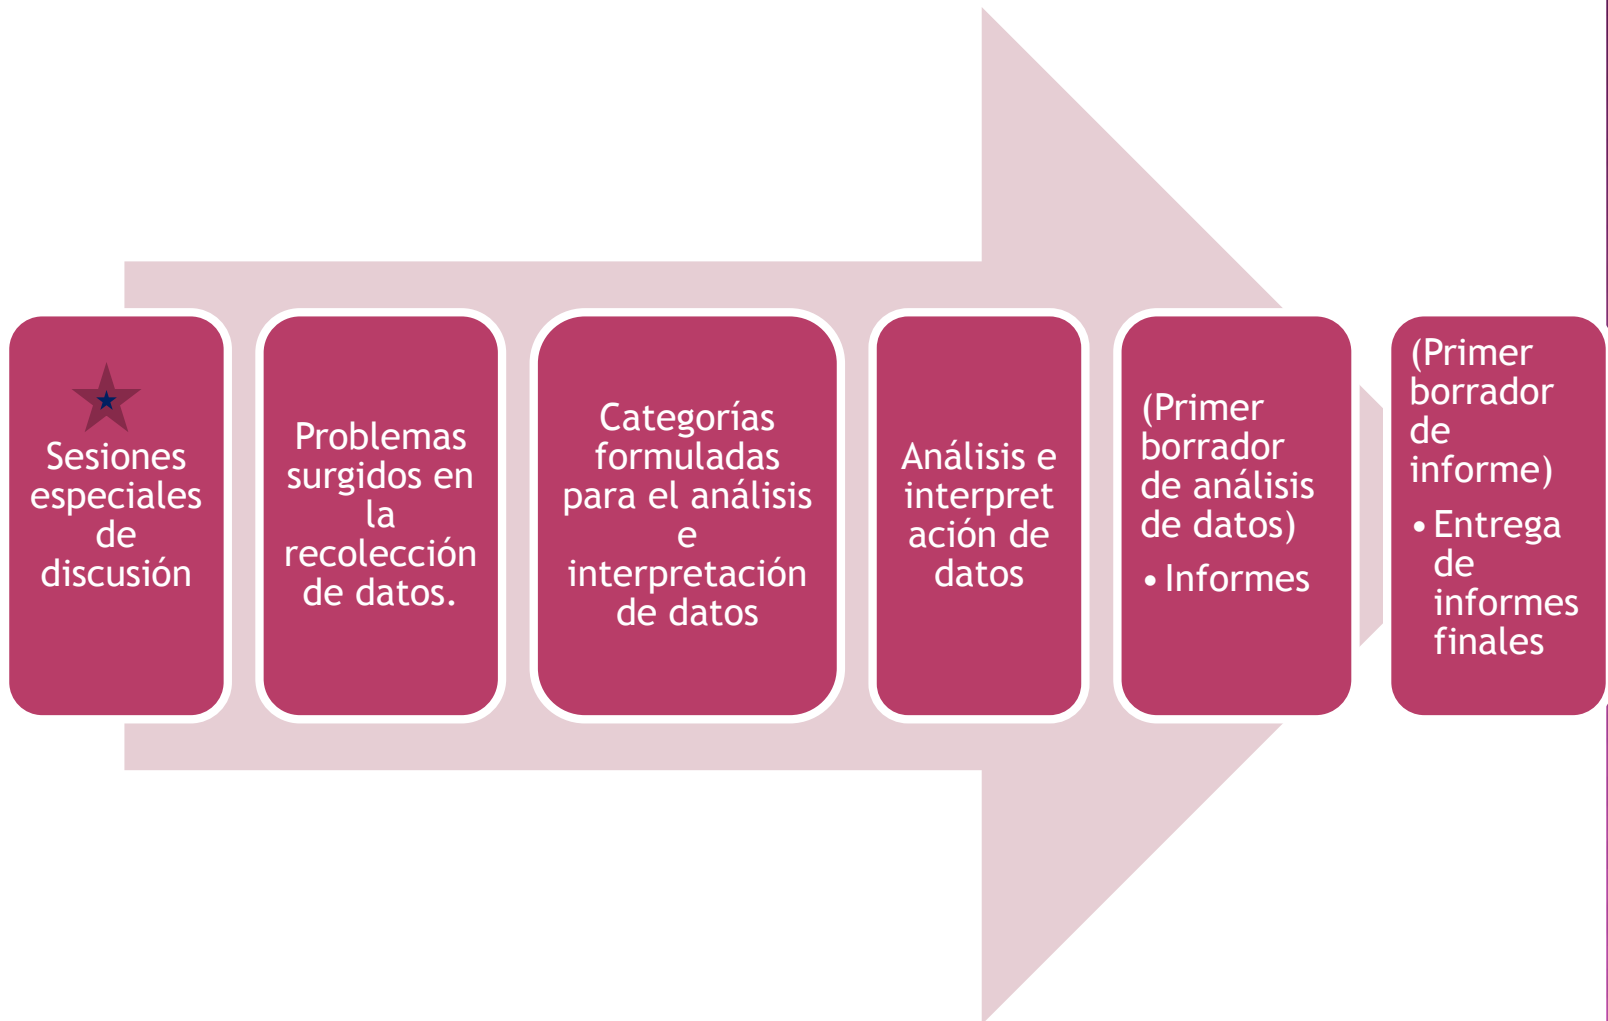 Sesiones
especiales
de
discusión
Problemas
surgidos en
la
recolección
de datos.
Categorías
formuladas
para el análisis
e
interpretación
de datos
Análisis e
interpret
ación de
datos
(Primer
borrador
de análisis
de datos)
• Informes
(Primer
borrador
de
informe)
• Entrega
de
informes
finales